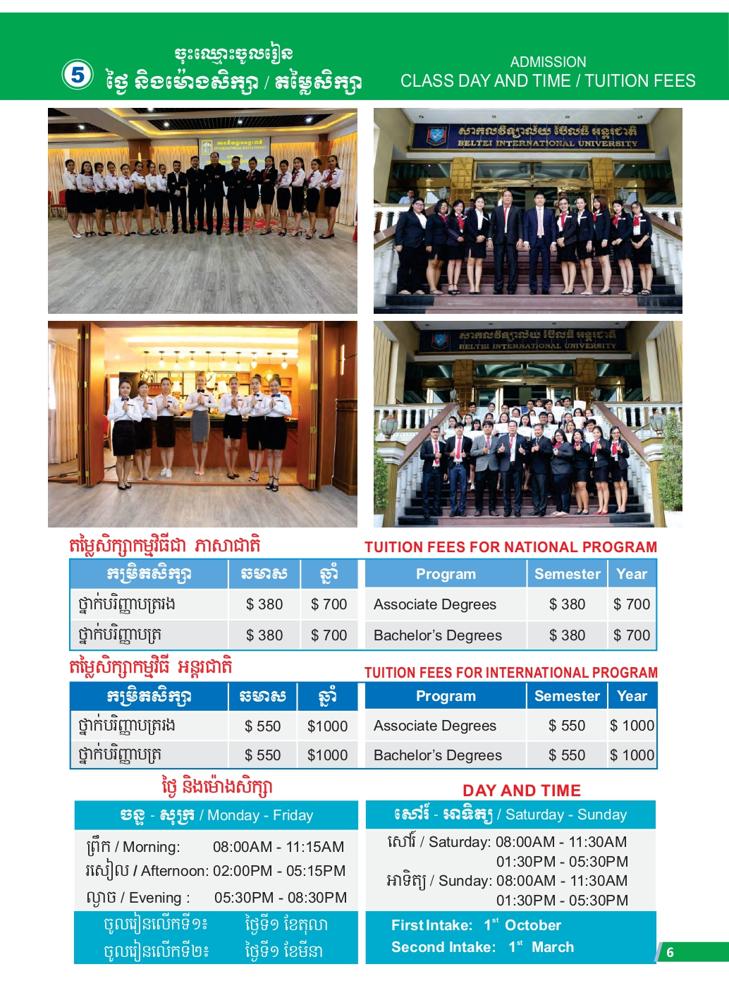 5
ចុះឈ្មោះចូលរៀន
ថ្ងៃ និងម៉ោងសិក្សា / តម្លៃសិក្សា
ADMISSION
CLASS DAY AND TIME / TUITION FEES
សាកលវិទ្យាល័យ ប៊ែលធី អន្តរជាតិ
BELTEI INTERNATIONAL UNIVERSITY
សាកលវិទ្យាល័យ ប៊ែលធី អន្តរជាតិ
BELTEI INTERNATIONAL UNIVERSITY
តម្លៃសិក្សាកម្មវិធីជា ភាសាជាតិ
កម្រិតសិក្សា ឆមាស ឆ្នាំ
ថ្នាក់បរិញ្ញាបត្ររង $ 380 $ 700
ថ្នាក់បរិញ្ញាបត្រ $ 380 $ 700
TUITION FEES FOR NATIONAL PROGRAM
Program Semester Year
Associate Degrees $ 380 $ 700
Bachelor's Degrees $ 380 $ 700
តម្លៃសិក្សាកម្មវិធី អន្តរជាតិ
កម្រិតសិក្សា ឆមាស ឆ្នាំ
ថ្នាក់បរិញ្ញាបត្ររង $ 550 $1000
ថ្នាក់បរិញ្ញាបត្រ $ 550 $1000
TUITION FEES FOR INTERNATIONAL PROGRAM
Program Semester Year
Associate Degrees $ 550 $ 1000
Bachelor's Degrees $ 550 $ 1000
ថ្ងៃ និងម៉ោងសិក្សា
ចន្ទ - សុក្រ / Monday - Friday
ព្រឹក / Morning: 08:00AM - 11:15AM
រសៀល / Afternoon: 02:00PM - 05:15PM
ល្ងាច / Evening : 05:30PM - 08:30PM
ចូលរៀនលើកទី១៖ ថ្ងៃទី១ ខែតុលា
ចូលរៀនលើកទី២៖ ថ្ងៃទី១ ខែមីនា
DAY AND TIME
សៅរ៍ - អាទិត្យ / Saturday - Sunday
សៅរ៍ / Saturday: 08:00AM - 11:30AM
01:30PM - 05:30PM
អាទិត្យ / Sunday: 08:00AM - 11:30AM
01:30PM - 05:30PM
First Intake: 1st October
Second Intake: 1st March
6